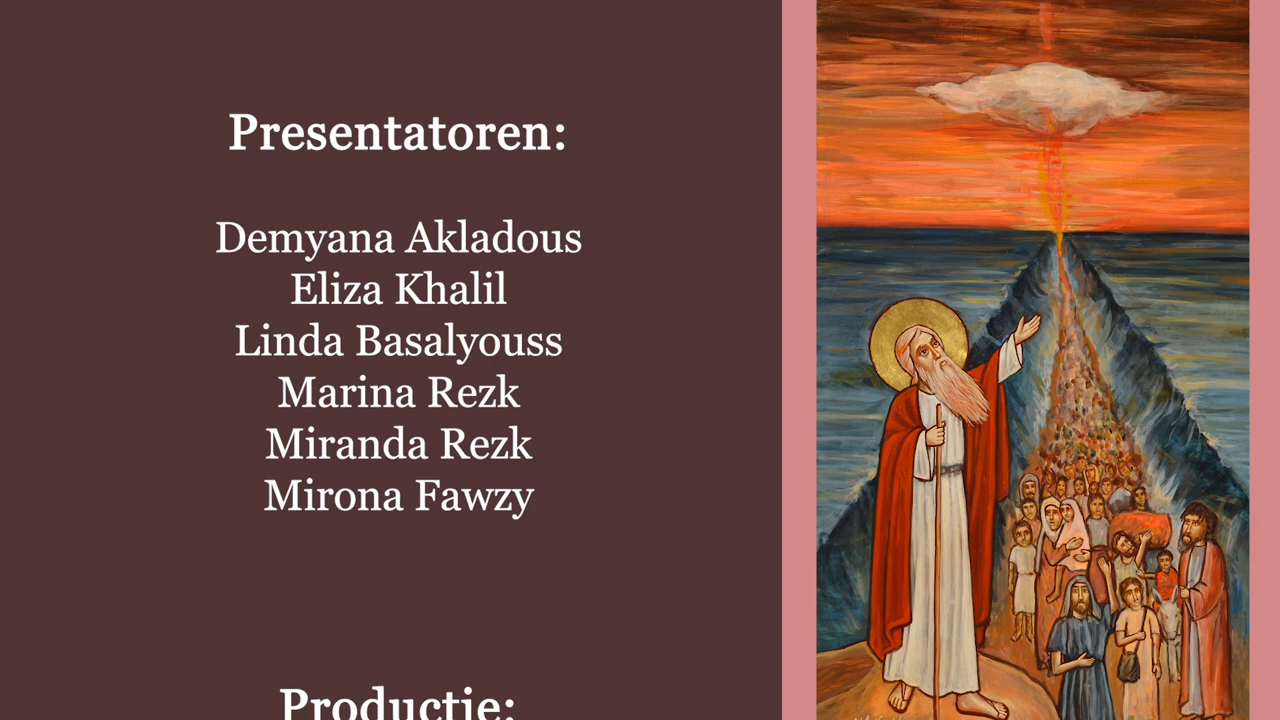 Presentatoren:
Demyana Akladous
Eliza Khalil
Linda Basalyouss
Marina Rezk
Miranda Rezk
Mirona Fawzy
Productie: